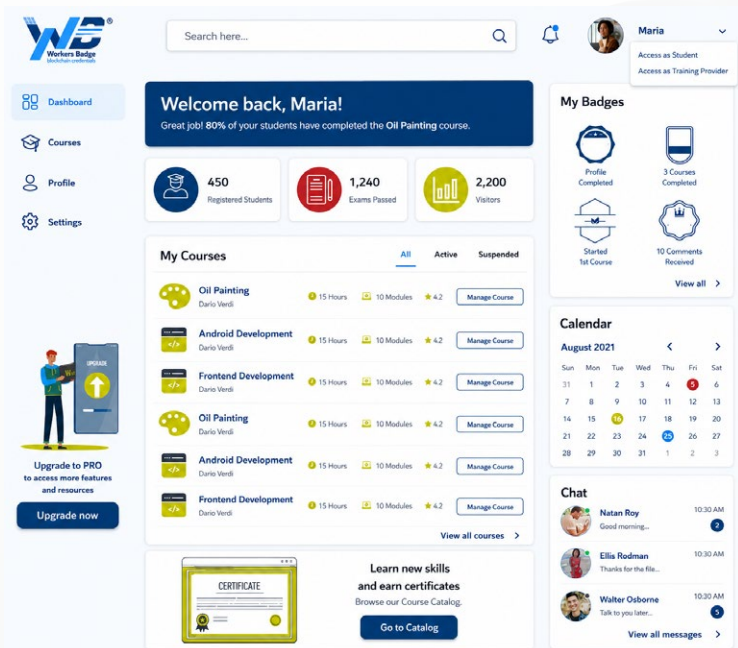 WB®
Workers Badge
blockchain credentials
Search here...
Maria
Access as Student
Access as Training Provider
Dashboard
Courses
Profile
Settings
UPGRADE
Upgrade to PRO
to access more features
and resources
Upgrade now
Welcome back, Maria!
Great job! 80% of your students have completed the Oil Painting course.
450
Registered Students
1,240
Exams Passed
2,200
Visitors
My Courses
All Active Suspended
Oil Painting
Dario Verdi
15 Hours 10 Modules 4.2 Manage Course
Android Development
Dario Verdi
</>
15 Hours 10 Modules 4.2 Manage Course
Frontend Development
Dario Verdi
</>
15 Hours 10 Modules 4.2 Manage Course
Oil Painting
Dario Verdi
15 Hours 10 Modules 4.2 Manage Course
Android Development
Dario Verdi
</>
15 Hours 10 Modules 4.2 Manage Course
Frontend Development
Dario Verdi
</>
15 Hours 10 Modules 4.2 Manage Course
View all courses >
CERTIFICATE
Learn new skills
and earn certificates
Browse our Course Catalog.
Go to Catalog
My Badges
Profile
Completed
3 Courses
Completed
Started
1st Course
10 Comments
Received
View all >
Calendar
August 2021 < >
Sun Mon Tue Wed Thu Fri Sat
31 1 2 3 4 5 6
7 8 9 10 11 12 13
14 15 16 17 18 19 20
21 22 23 24 25 26 27
28 29 30 31 1 2 3
Chat
Natan Roy 10:30 AM
Good morning... 2
Ellis Rodman 10:30 AM
Thanks for the file...
Walter Osborne 10:30 AM
Talk to you later... 5
View all messages >